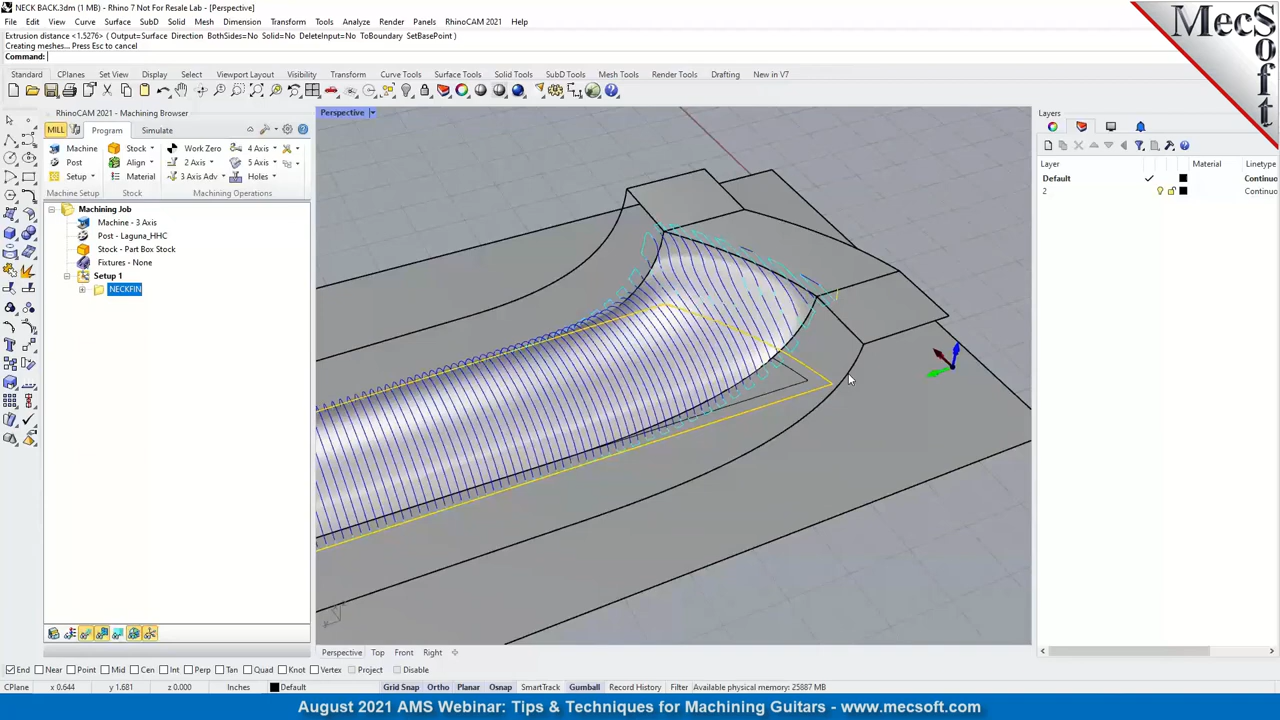 NECK BACK.3dm (1 MB) - Rhino 7 Not For Resale Lab - [Perspective]
File Edit View Curve Surface SubD Solid Mesh Dimension Transform Tools Analyze Render Panels RhinoCAM 2021 Help
Extrusion distance <1.5276> ( Output=Surface Direction BothSides=No Solid=No DeleteInput=No ToBoundary SetBasePoint )
Creating meshes... Press Esc to cancel
Command:
Standard CPlanes Set View Display Select Viewport Layout Visibility Transform Curve Tools Surface Tools Solid Tools SubD Tools Mesh Tools Render Tools Drafting New in V7
MecSoft
RhinoCAM 2021 - Machining Browser
MILL Program Simulate
Machine Stock Work Zero 4 Axis
Post Align 2 Axis 5 Axis
Setup Material 3 Axis Adv Holes
Machine Setup Stock Machining Operations
Machining Job
Machine - 3 Axis
Post - Laguna_HHC
Stock - Part Box Stock
Fixtures - None
Setup 1
NECKFIN
Perspective
Layers
Layer Material Linetype
Default Continuo
2 Continuo
Perspective Top Front Right
End Near Point Mid Cen Int Perp Tan Quad Knot Vertex Project Disable
CPlane x 0.644 y 1.681 z 0.000 Inches Default Grid Snap Ortho Planar Osnap SmartTrack Gumball Record History Filter Available physical memory: 25887 MB
August 2021 AMS Webinar: Tips & Techniques for Machining Guitars - www.mecsoft.com